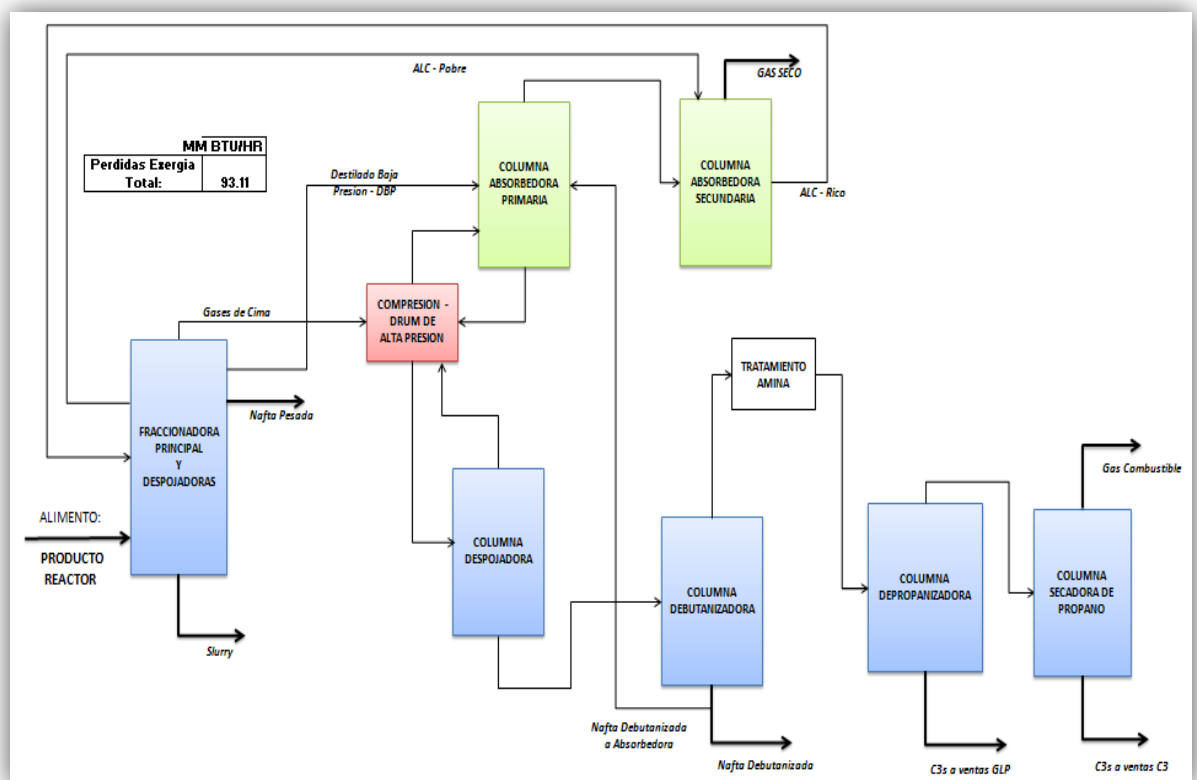 ALC - Pobre
GAS SECO
MM BTU/HR
Perdidas Exergia
Total:
93.11
Destilado Baja
Presion - DBP
COLUMNA
ABSORBEDORA
PRIMARIA
COLUMNA
ABSORBEDORA
SECUNDARIA
ALC - Rico
Gases de Cima
COMPRESION -
DRUM DE
ALTA PRESION
Nafta Pesada
FRACCIONADORA
PRINCIPAL
Y
DESPOJADORAS
TRATAMIENTO
AMINA
Gas Combustible
ALIMENTO:
PRODUCTO
REACTOR
COLUMNA
DESPOJADORA
COLUMNA
DEBUTANIZADORA
COLUMNA
DEPROPANIZADORA
COLUMNA
SECADORA DE
PROPANO
Slurry
Nafta Debutanizada
a Absorbedora
Nafta Debutanizada
C3s a ventas GLP
C3s a ventas C3